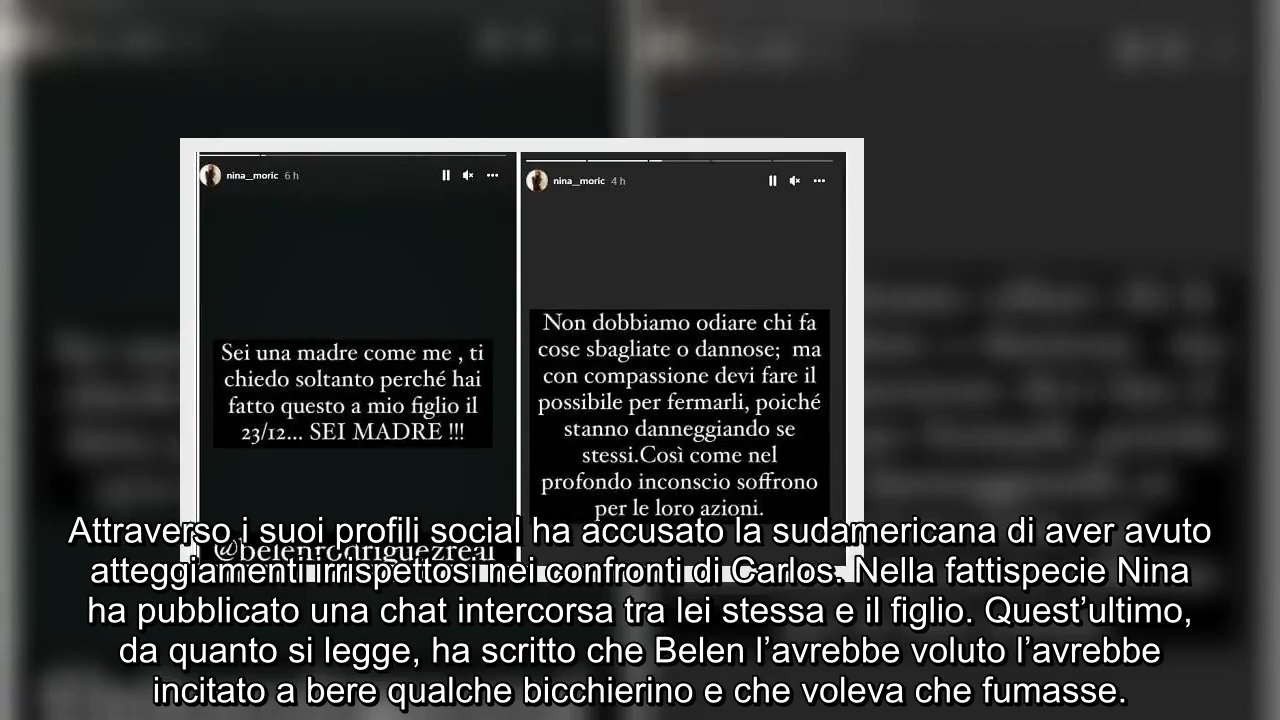 nina__moric 6 h
Sei una madre come me , ti
chiedo soltanto perché hai
fatto questo a mio figlio il
23/12... SEI MADRE !!!
@belenrodriguezreal
nina__moric 4 h
Non dobbiamo odiare chi fa
cose sbagliate o dannose; ma
con compassione devi fare il
possibile per fermarli, poiché
stanno danneggiando se
stessi.Così come nel
profondo inconscio soffrono
per le loro azioni.
Attraverso i suoi profili social ha accusato la sudamericana di aver avuto
atteggiamenti irrispettosi nei confronti di Carlos. Nella fattispecie Nina
ha pubblicato una chat intercorsa tra lei stessa e il figlio. Quest’ultimo,
da quanto si legge, ha scritto che Belen l’avrebbe voluto l’avrebbe
incitato a bere qualche bicchierino e che voleva che fumasse.